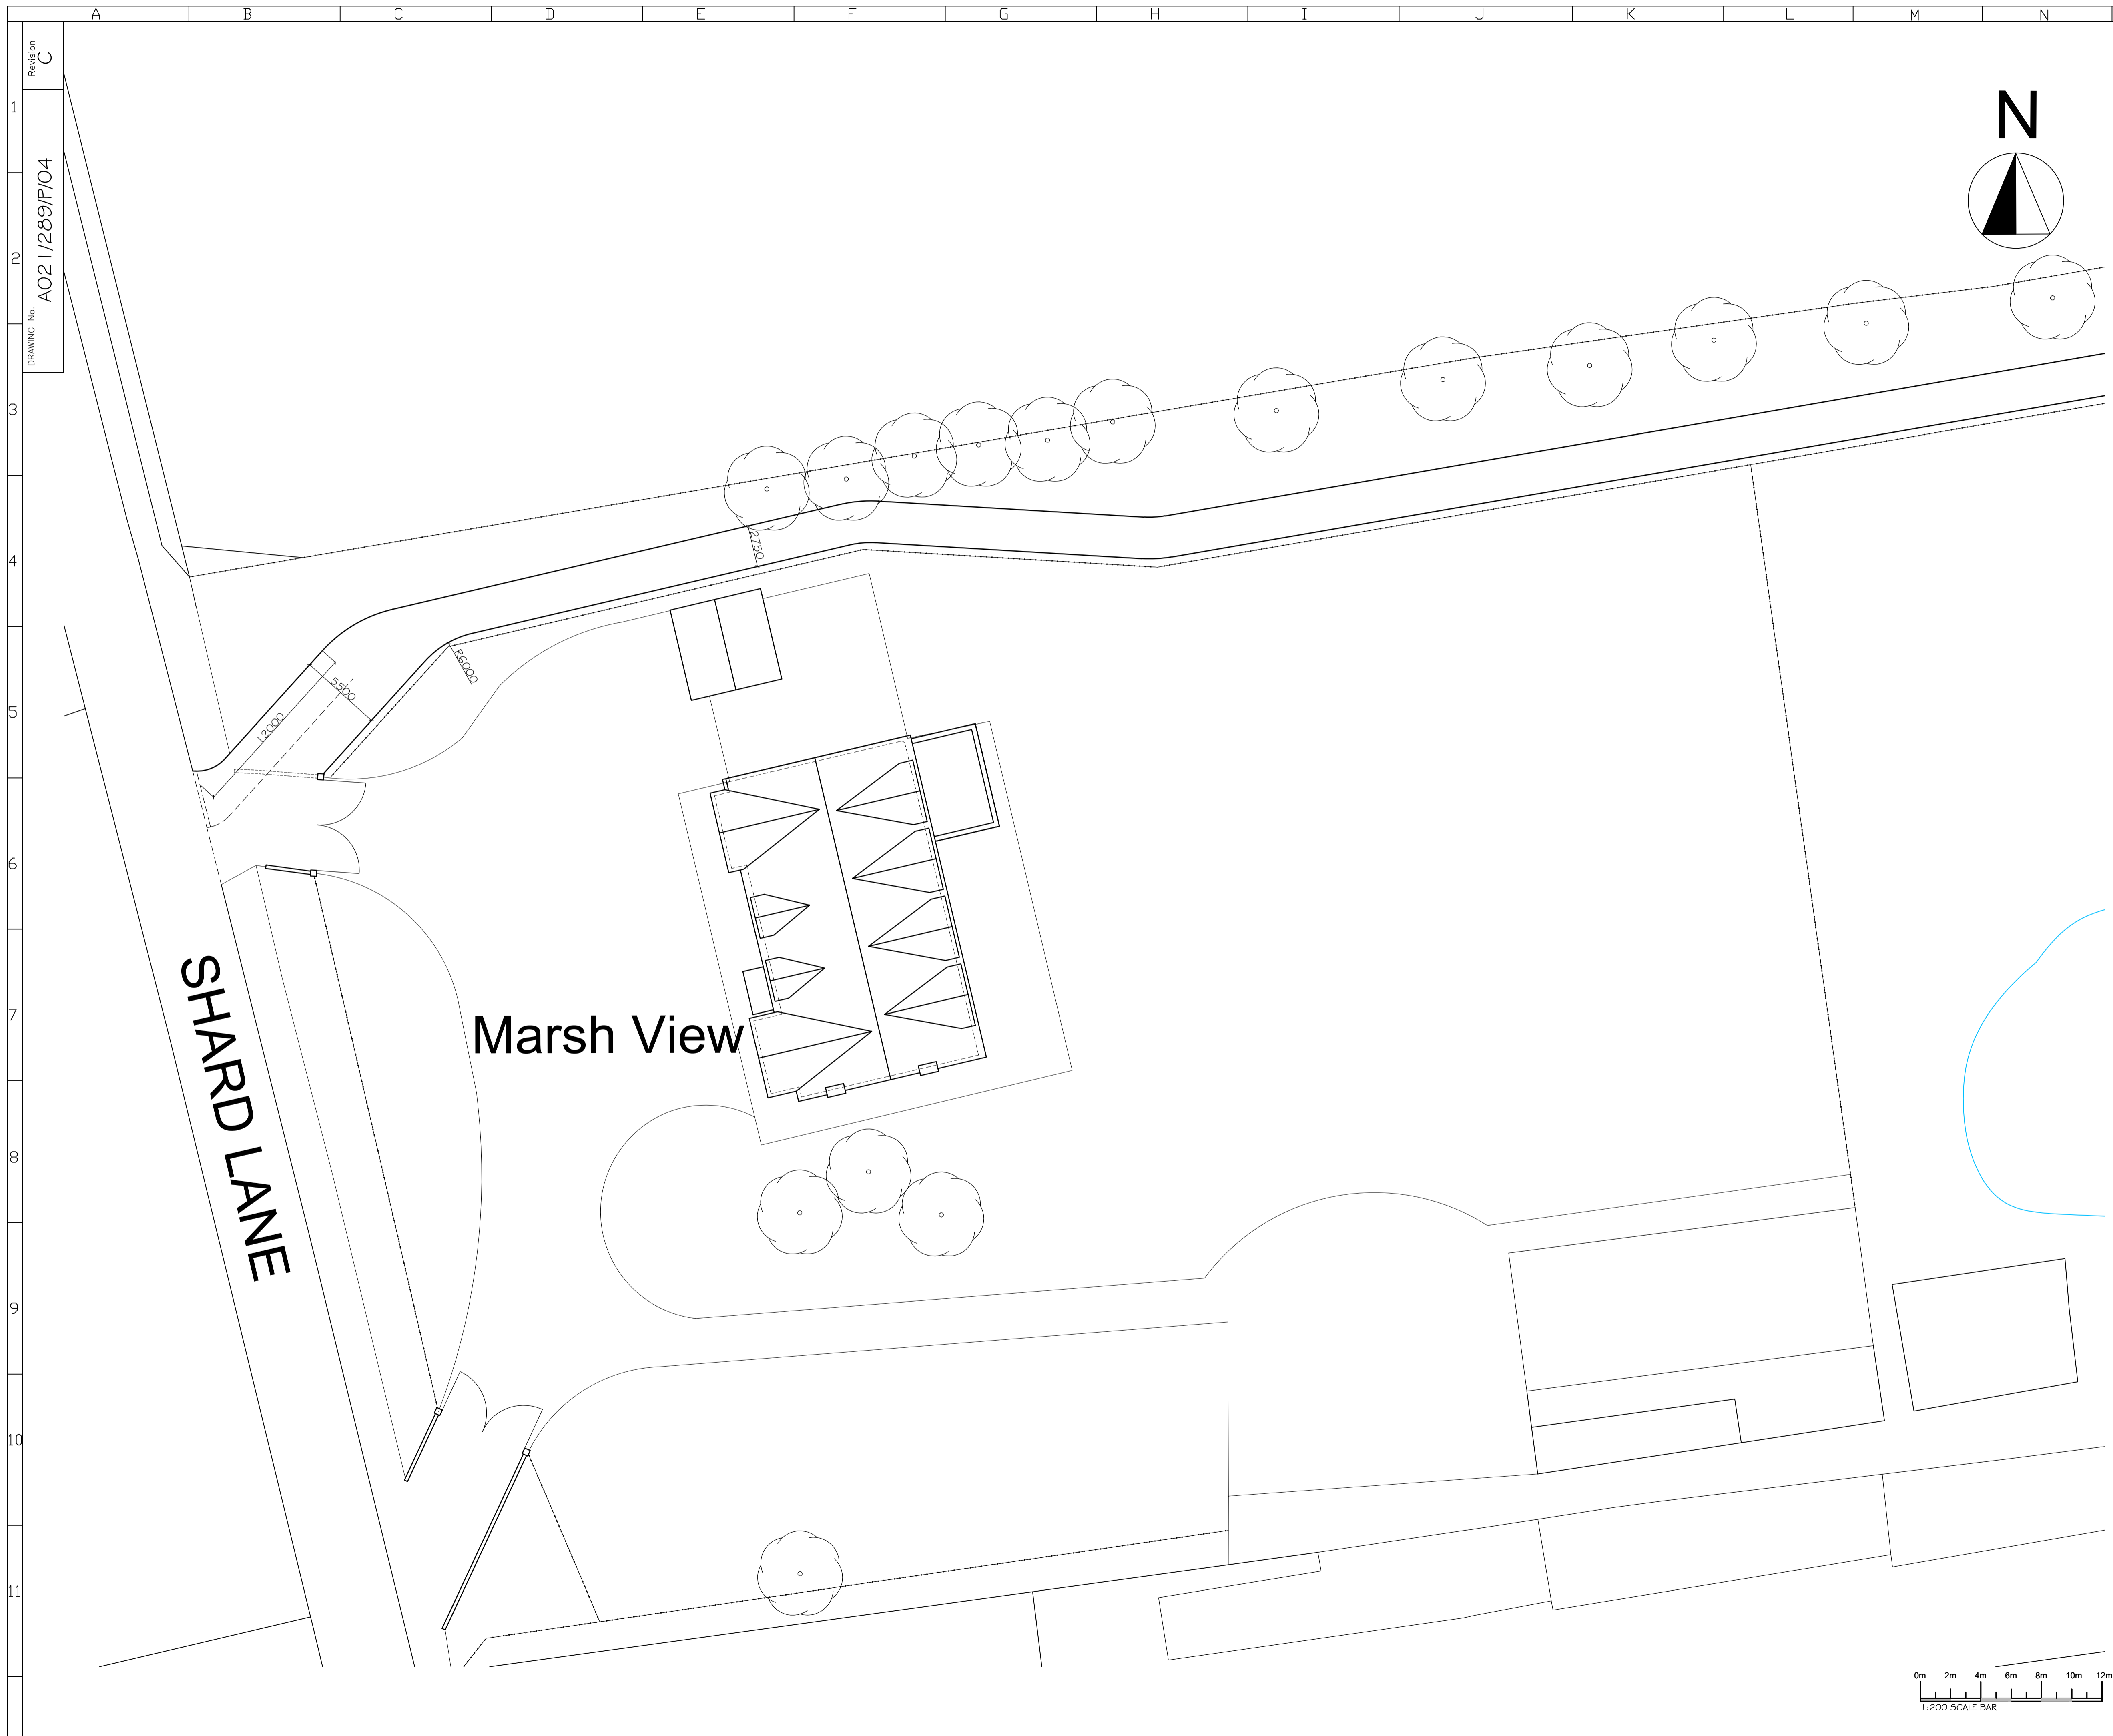 A B C D E F G H I J K L M N
Revision
C
DRAWING No.
A021/289/P/04
1
2
3
4
5
6
7
8
9
10
11
N
2750
R6000
5500
12000
SHARD LANE
Marsh View
0m 2m 4m 6m 8m 10m 12m
1:200 SCALE BAR